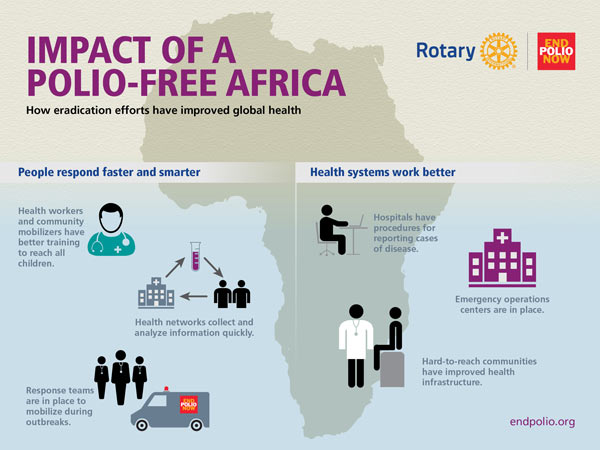 IMPACT OF A
POLIO-FREE AFRICA
How eradication efforts have improved global health
Rotary
END
POLIO
NOW
People respond faster and smarter
Health workers
and community
mobilizers have
better training
to reach all
children.
Health networks collect and
analyze information quickly.
Response teams
are in place to
mobilize during
outbreaks.
END
POLIO
NOW
Health systems work better
Hospitals have
procedures for
reporting cases
of disease.
Emergency operations
centers are in place.
Hard-to-reach communities
have improved health
infrastructure.
endpolio.org